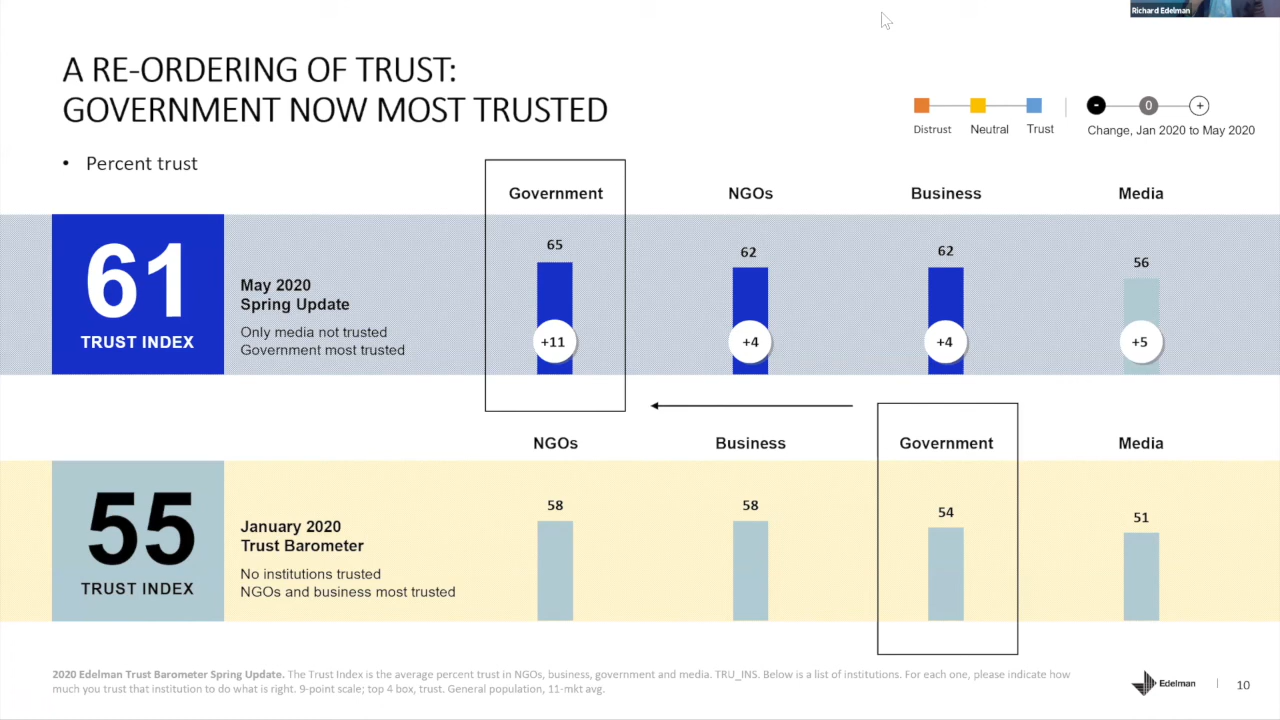 Richard Edelman
A RE-ORDERING OF TRUST:
GOVERNMENT NOW MOST TRUSTED
- 0 +
Distrust Neutral Trust Change, Jan 2020 to May 2020
• Percent trust
Government NGOs Business Media
61
TRUST INDEX
May 2020
Spring Update
Only media not trusted
Government most trusted
65 62 62 56
+11 +4 +4 +5
NGOs Business Government Media
55
TRUST INDEX
January 2020
Trust Barometer
No institutions trusted
NGOs and business most trusted
58 58 54 51
2020 Edelman Trust Barometer Spring Update. The Trust Index is the average percent trust in NGOs, business, government and media. TRU_INS. Below is a list of institutions. For each one, please indicate how
much you trust that institution to do what is right. 9-point scale; top 4 box, trust. General population, 11-mkt avg.
Edelman
10